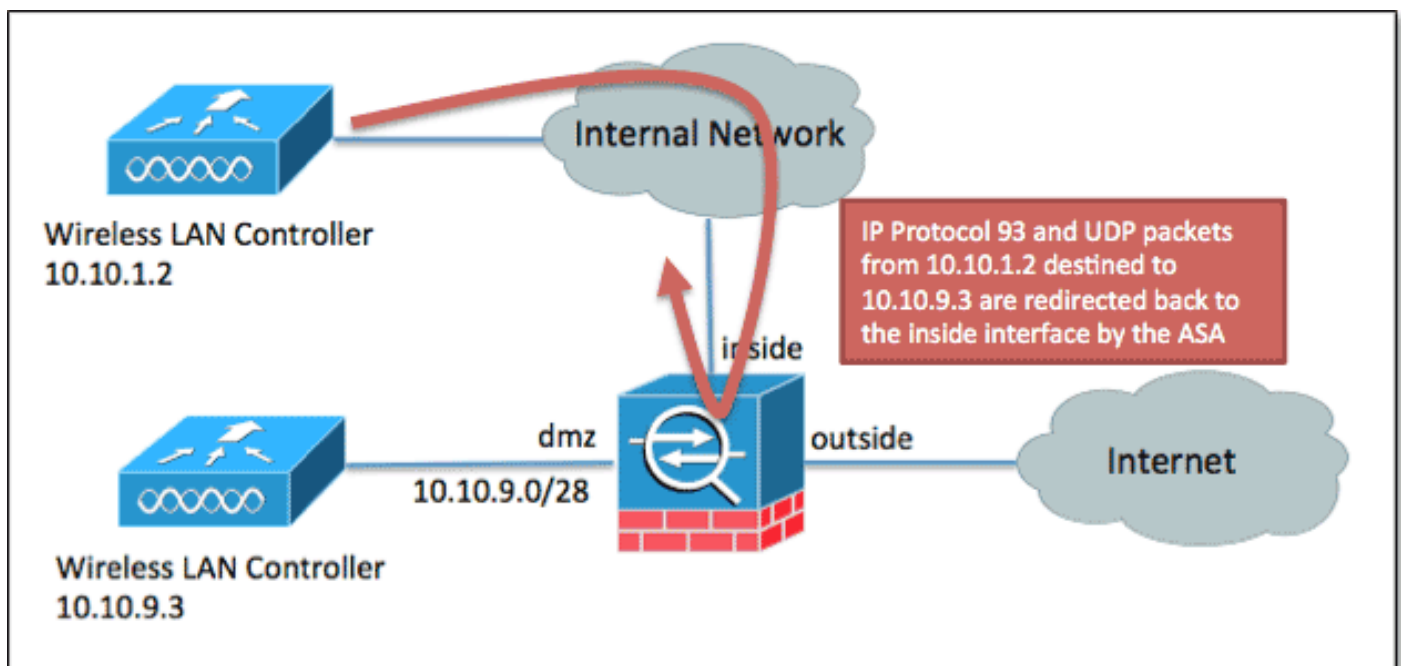 Internal Network
Wireless LAN Controller
10.10.1.2
IP Protocol 93 and UDP packets
from 10.10.1.2 destined to
10.10.9.3 are redirected back to
the inside interface by the ASA
inside
dmz
outside
10.10.9.0/28
Internet
Wireless LAN Controller
10.10.9.3